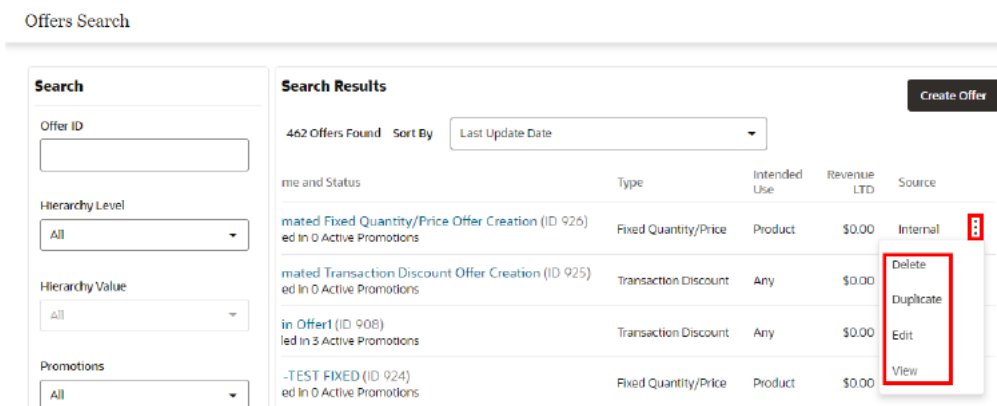 Offers Search
Search
Offer ID
Hierarchy Level
All
Hierarchy Value
All
Promotions
All
Search Results
Create Offer
462 Offers Found Sort By Last Update Date
me and Status Type Intended Use Revenue LTD Source
mated Fixed Quantity/Price Offer Creation (ID 926) Fixed Quantity/Price Product $0.00 Internal
ed in 0 Active Promotions
mated Transaction Discount Offer Creation (ID 925) Transaction Discount Any $0.00
ed in 0 Active Promotions
in Offer1 (ID 908) Transaction Discount Any $0.00
led in 3 Active Promotions
-TEST FIXED (ID 924) Fixed Quantity/Price Product $0.00
ed in 0 Active Promotions
Delete
Duplicate
Edit
View